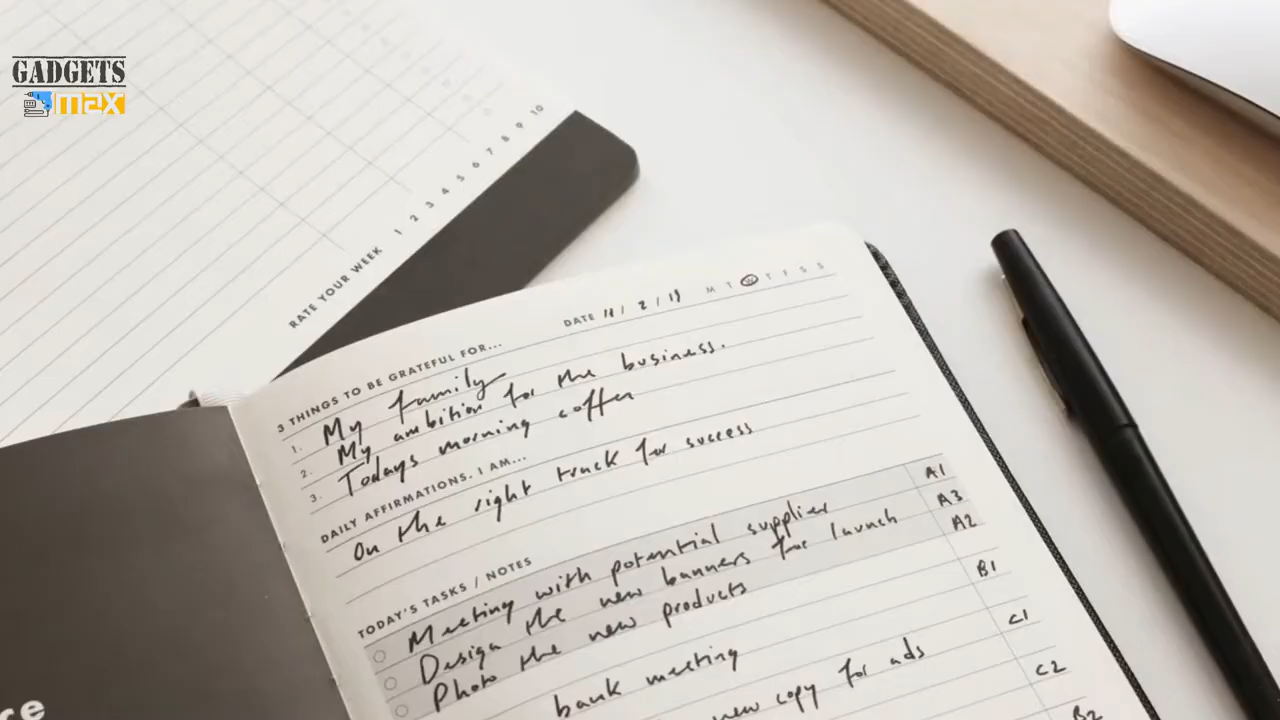 GADGETS
max
RATE YOUR WEEK 1 2 3 4 5 6 7 8 9 10
DATE 11 / 2 / 19 M T W T F S S
3 THINGS TO BE GRATEFUL FOR...
1. My family
2. My ambition for the business.
3. Todays morning coffee
DAILY AFFIRMATIONS. I AM...
On the right track for success
TODAY'S TASKS / NOTES
Meeting with potential supplier A1
Design the new banners for launch A3
Photo the new products A2
B1
bank meeting C1
new copy for ads C2
B2
ce